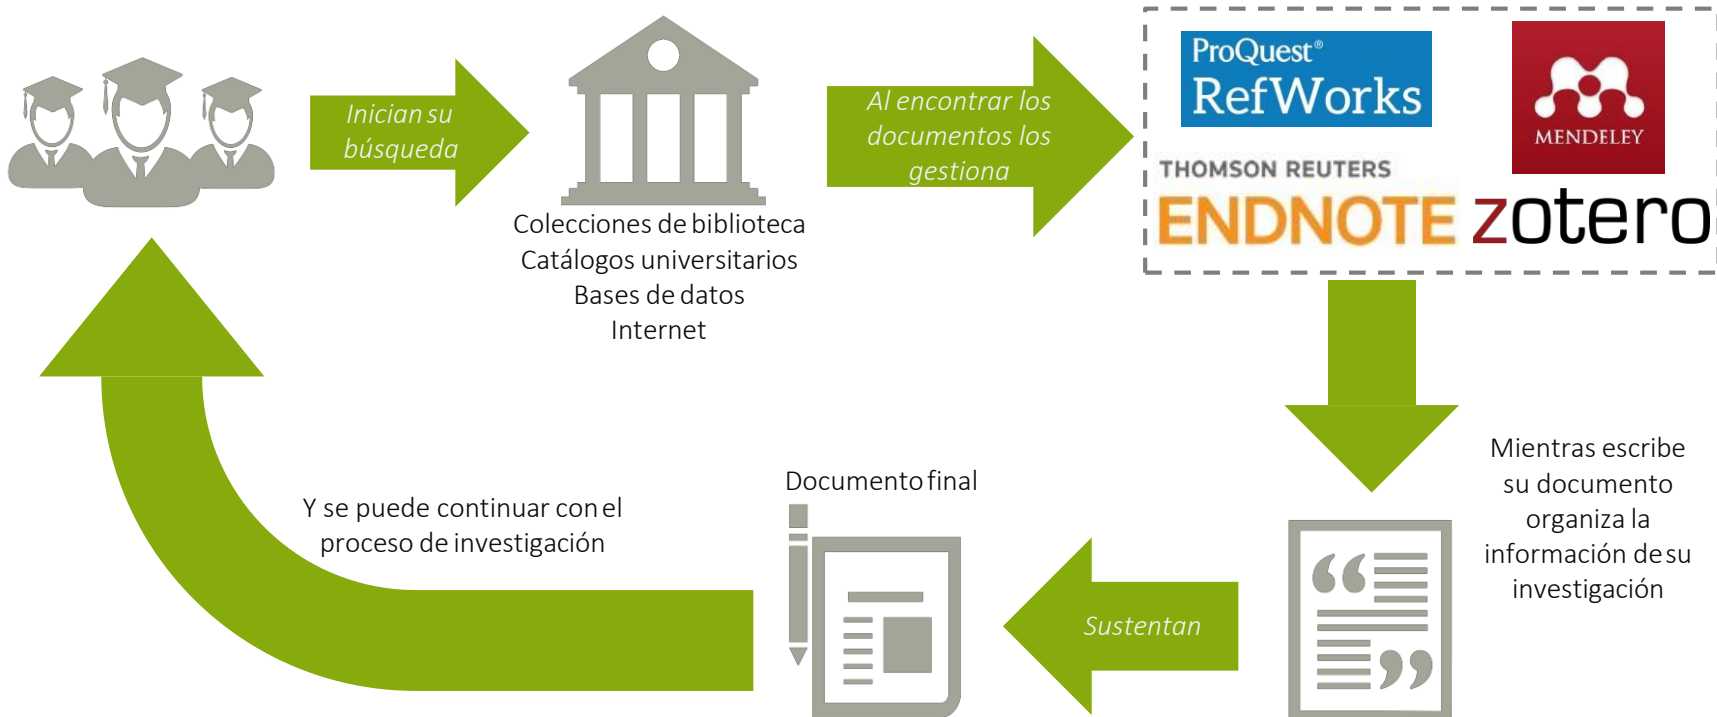 Inician su
búsqueda
Colecciones de biblioteca
Catálogos universitarios
Bases de datos
Internet
Al encontrar los
documentos los
gestiona
ProQuest®
RefWorks
MENDELEY
THOMSON REUTERS
ENDNOTE
zotero
Mientras escribe
su documento
organiza la
información de su
investigación
Sustentan
Documento final
Y se puede continuar con el
proceso de investigación